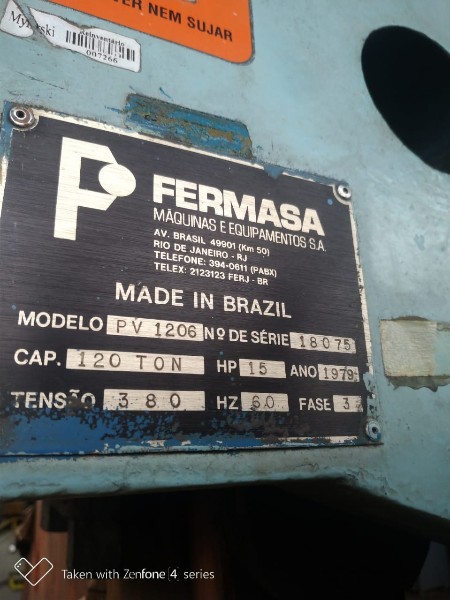 VER NEM SUJAR
Reinventário
007266
FERMASA
MÁQUINAS E EQUIPAMENTOS S.A.
AV. BRASIL 49901 (Km 50)
RIO DE JANEIRO - RJ
TELEFONE: 394-0611 (PABX)
TELEX: 2123123 FERJ - BR
MADE IN BRAZIL
MODELO PV 1206 Nº DE SÉRIE 18075
CAP. 120 TON HP 15 ANO 1979
TENSÃO 380 HZ 60 FASE 3
Taken with Zenfone 4 series